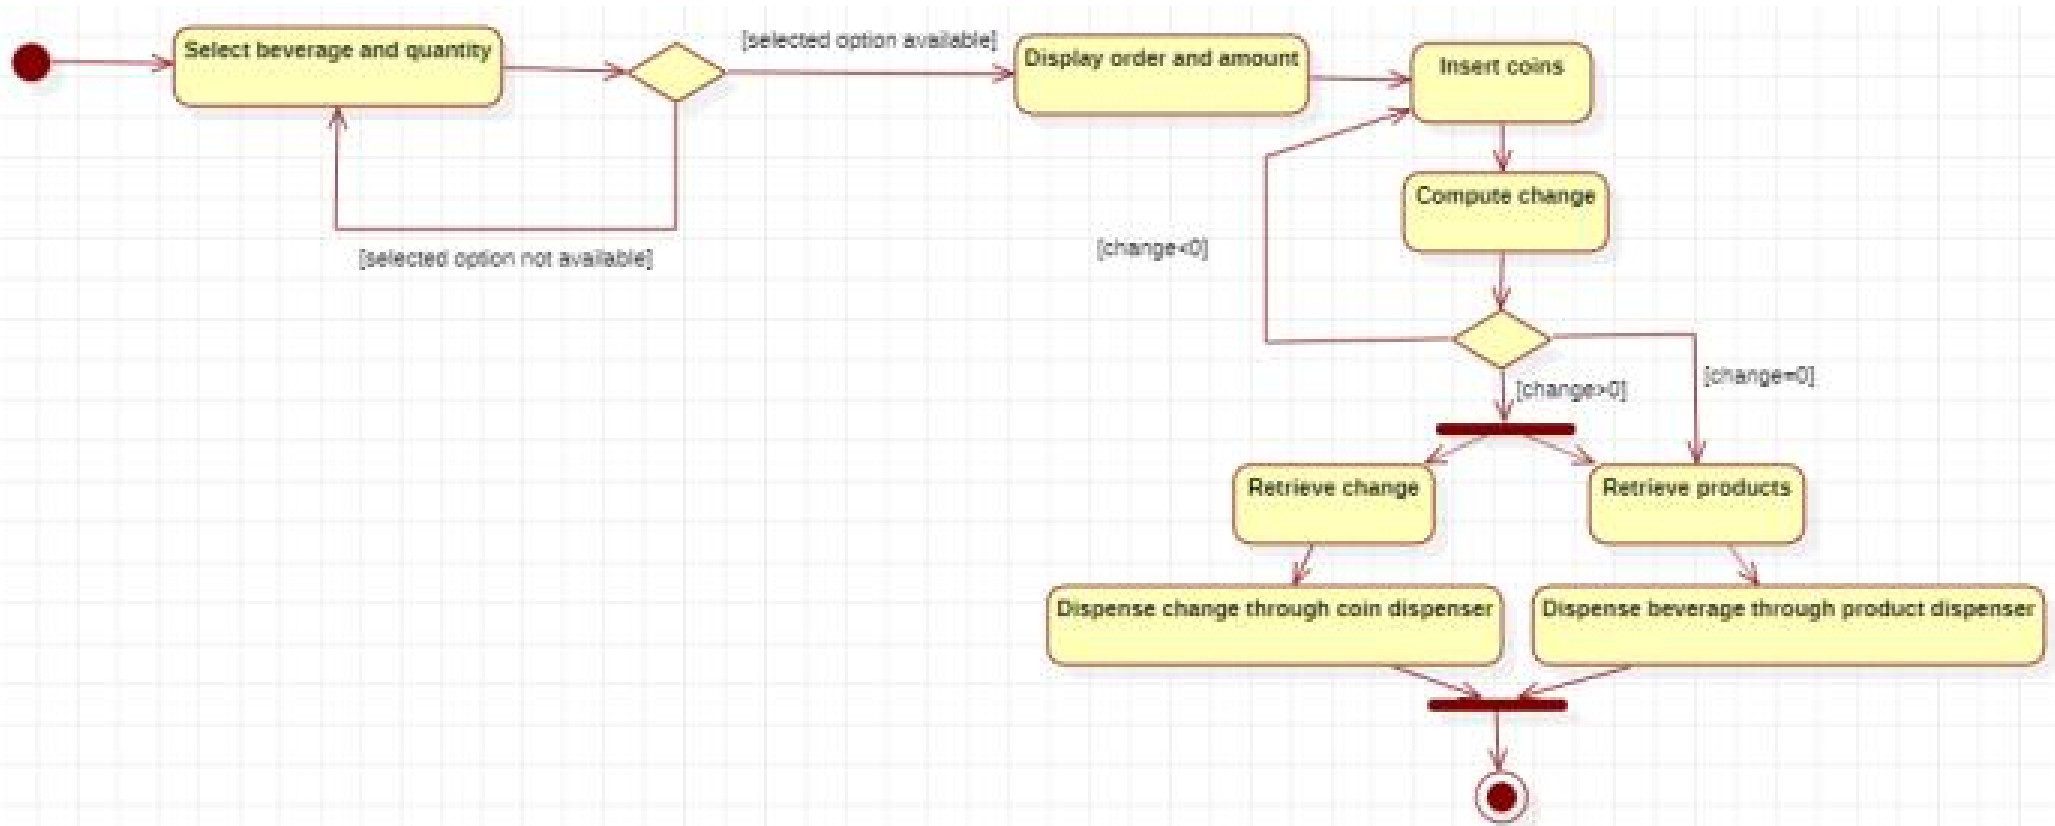 Select beverage and quantity
[selected option available]
Display order and amount
Insert coins
[selected option not available]
Compute change
[change<0]
[change>0]
[change=0]
Retrieve change
Retrieve products
Dispense change through coin dispenser
Dispense beverage through product dispenser